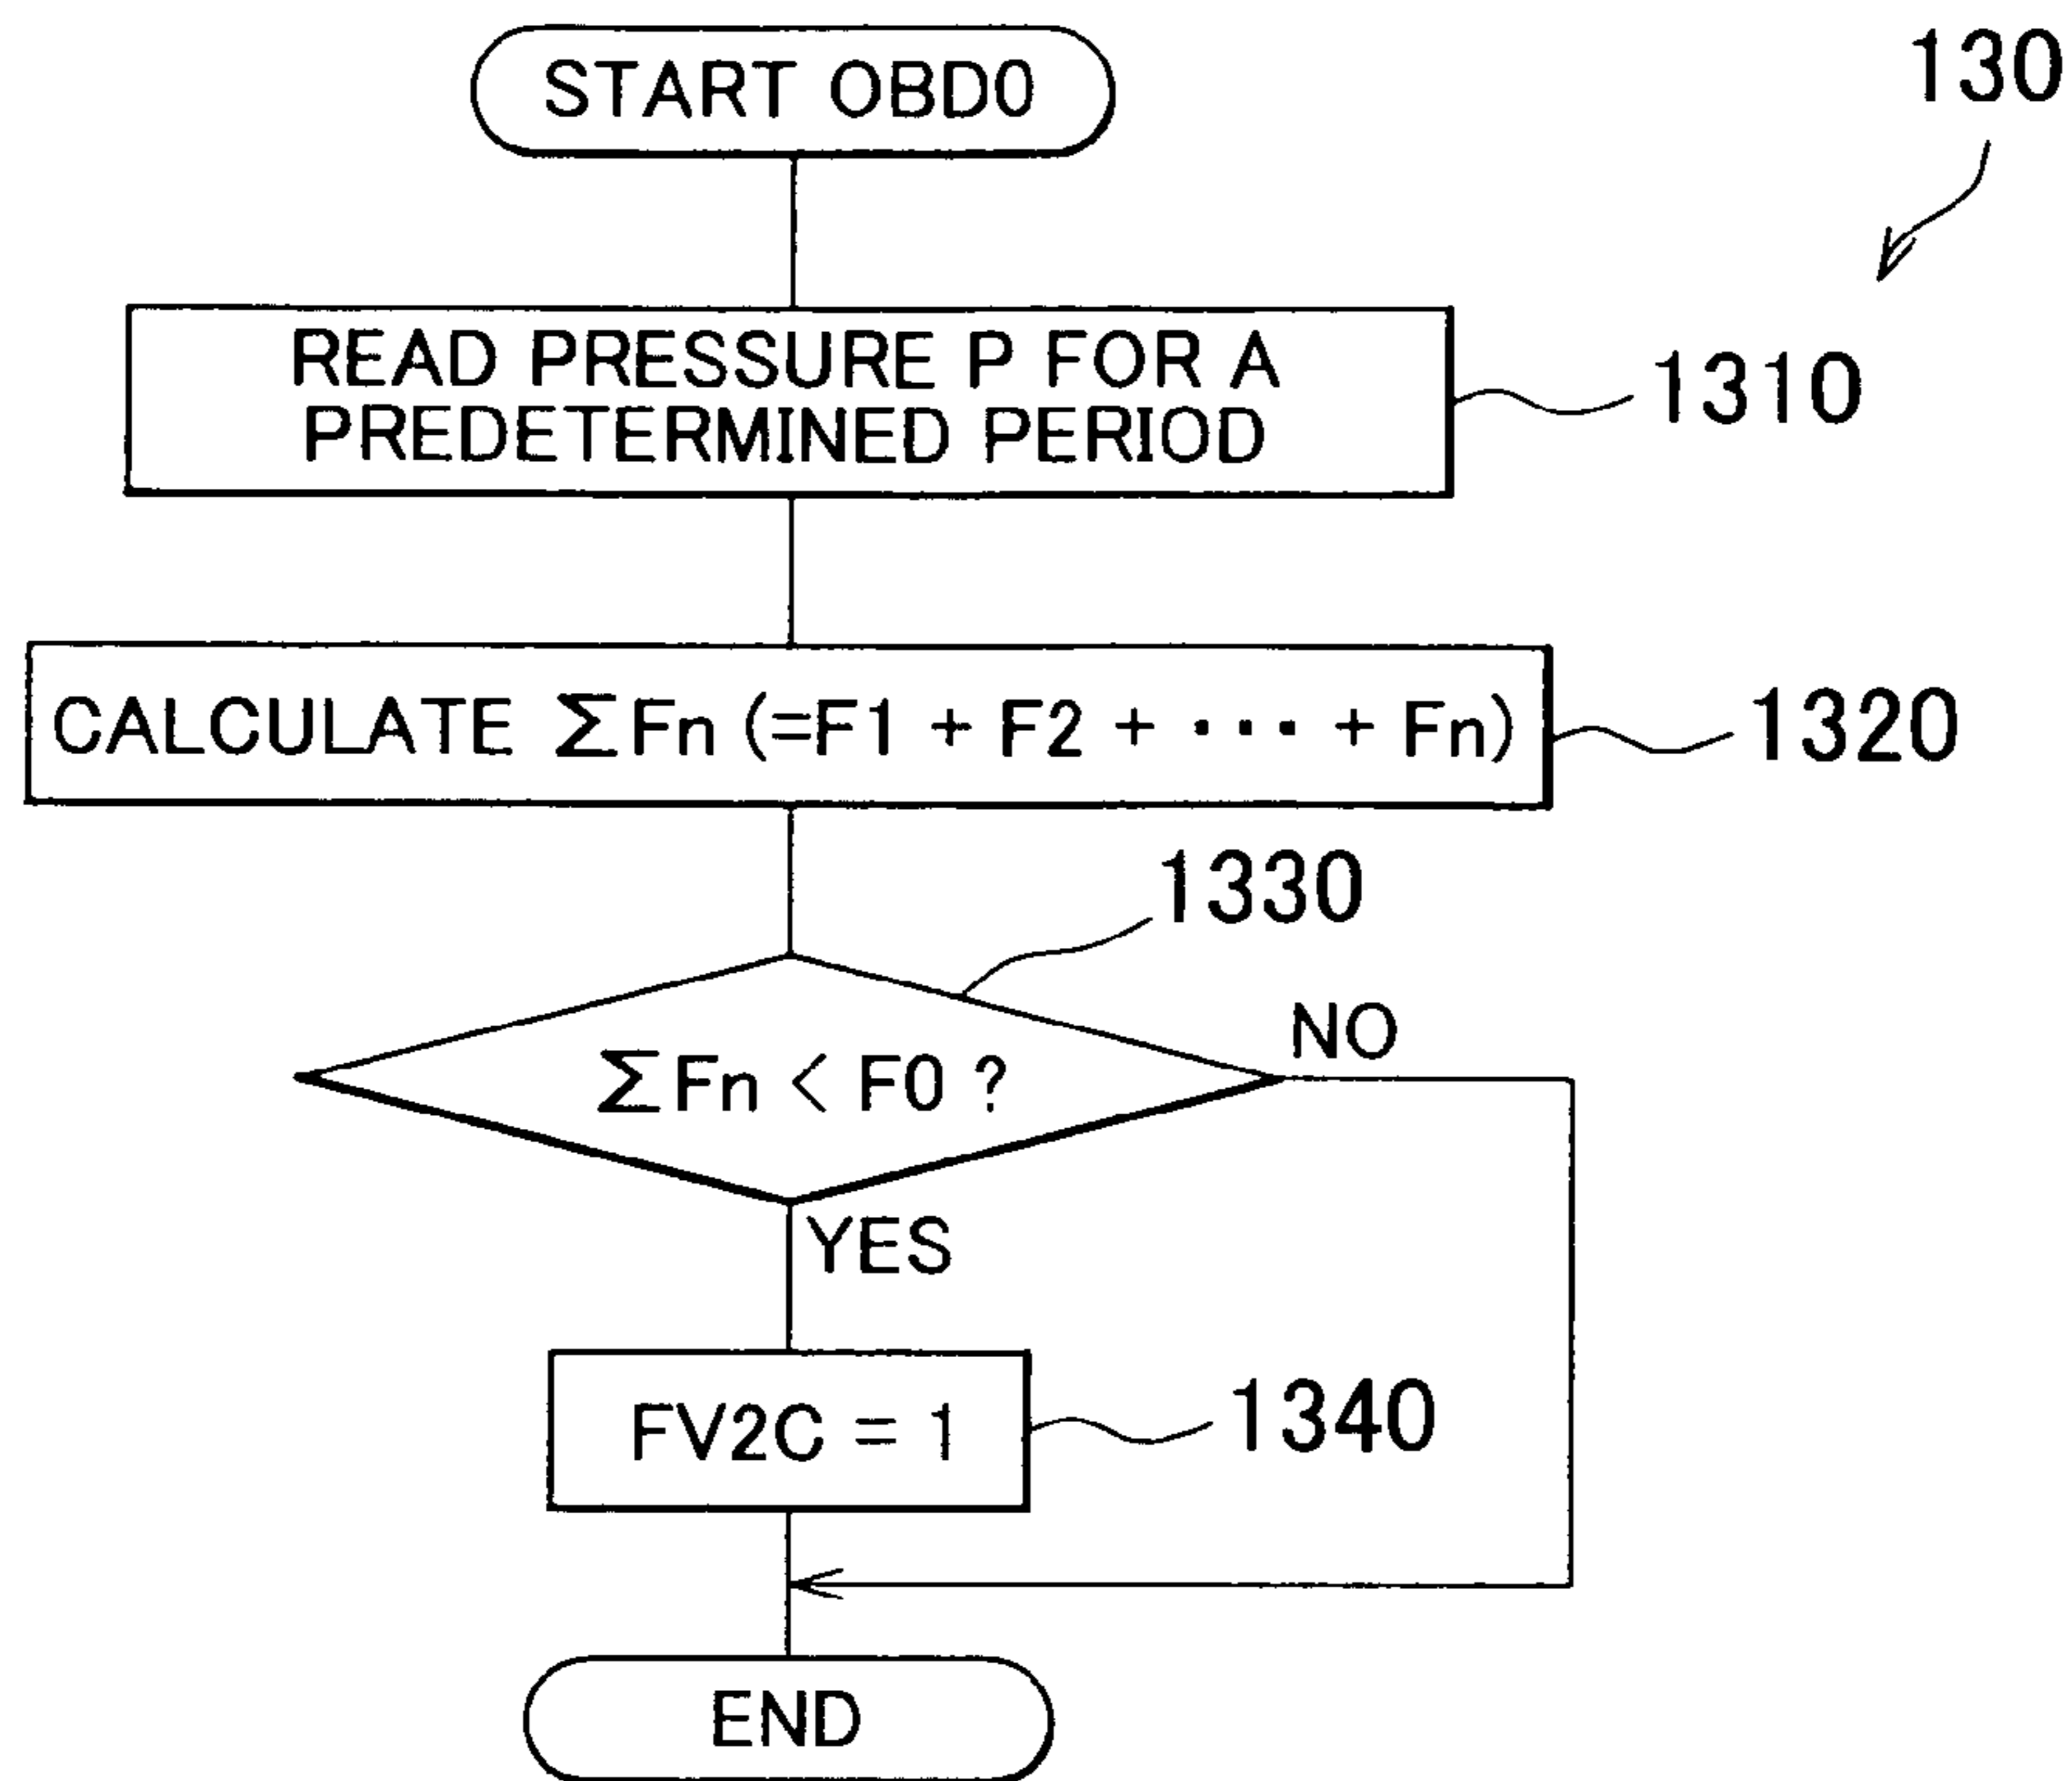 START OBD0
130
READ PRESSURE P FOR A
PREDETERMINED PERIOD
1310
CALCULATE ΣFn (=F1 + F2 + ··· + Fn)
1320
1330
ΣFn < F0 ?
NO
YES
FV2C = 1
1340
END